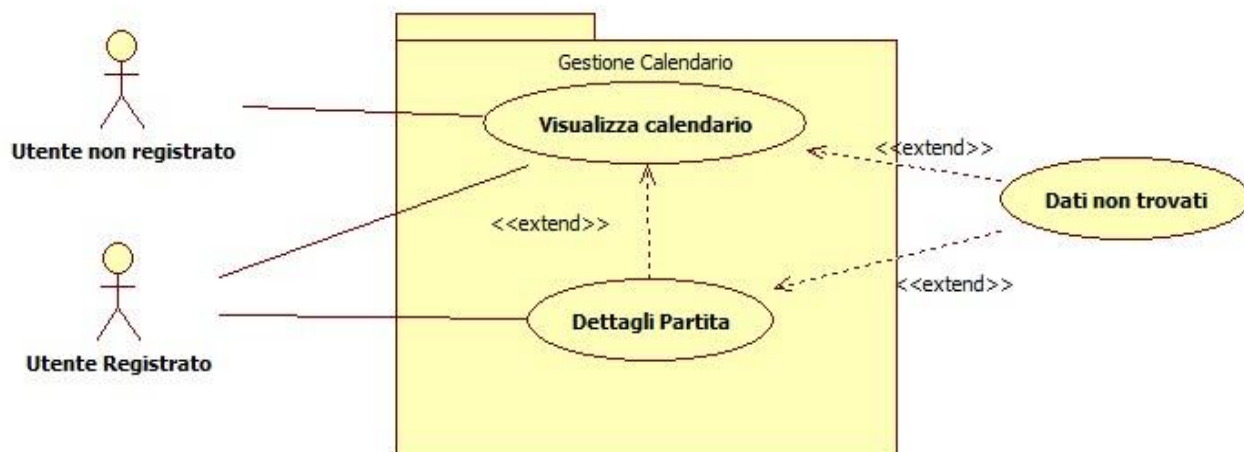 Gestione Calendario
Visualizza calendario
Utente non registrato
<<extend>>
Dati non trovati
<<extend>>
<<extend>>
Dettagli Partita
Utente Registrato